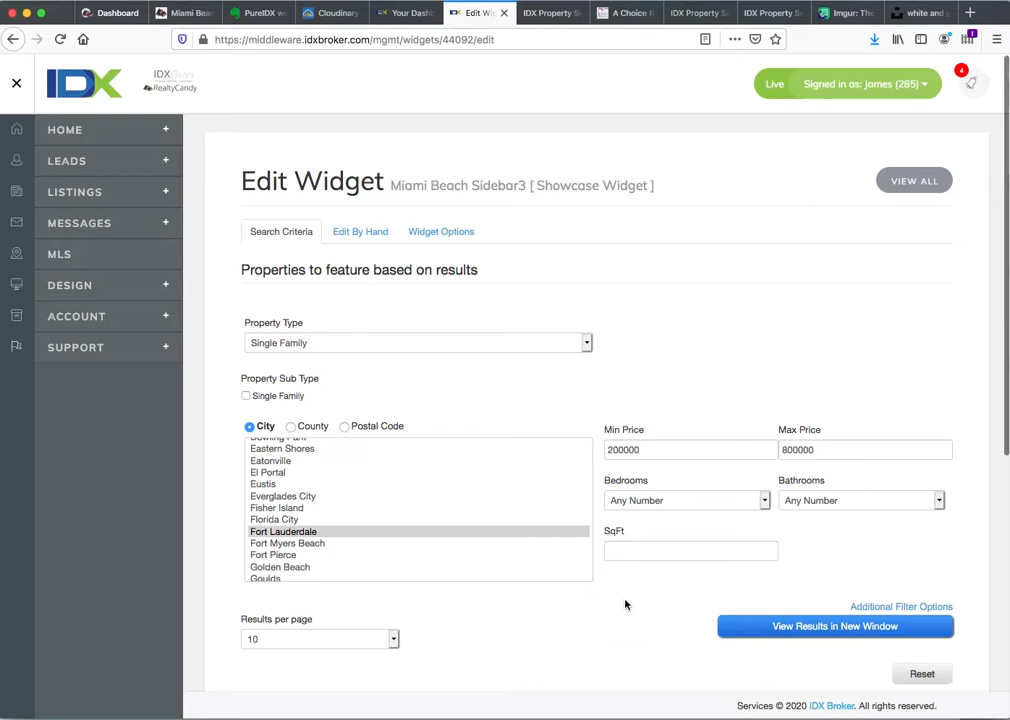 Dashboard
Miami Bea
PureIDX w
Cloudinary
Your Dashb
Edit Wi
IDX Property Se
A Choice R
IDX Property Se
IDX Property Se
Imgur: The
white and g
https://middleware.idxbroker.com/mgmt/widgets/44092/edit
IDX
IDXGuys
RealtyCandy
Live
Signed in as: James (285)
4
HOME +
LEADS +
LISTINGS +
MESSAGES +
MLS
DESIGN +
ACCOUNT +
SUPPORT +
Edit Widget Miami Beach Sidebar3 [ Showcase Widget ]
VIEW ALL
Search Criteria
Edit By Hand
Widget Options
Properties to feature based on results
Property Type
Single Family
Property Sub Type
Single Family
City
County
Postal Code
Bowling Park
Eastern Shores
Eatonville
El Portal
Eustis
Everglades City
Fisher Island
Florida City
Fort Lauderdale
Fort Myers Beach
Fort Pierce
Golden Beach
Goulds
Min Price
Max Price
200000
800000
Bedrooms
Bathrooms
Any Number
Any Number
SqFt
Additional Filter Options
Results per page
View Results in New Window
10
Reset
Services © 2020 IDX Broker. All rights reserved.